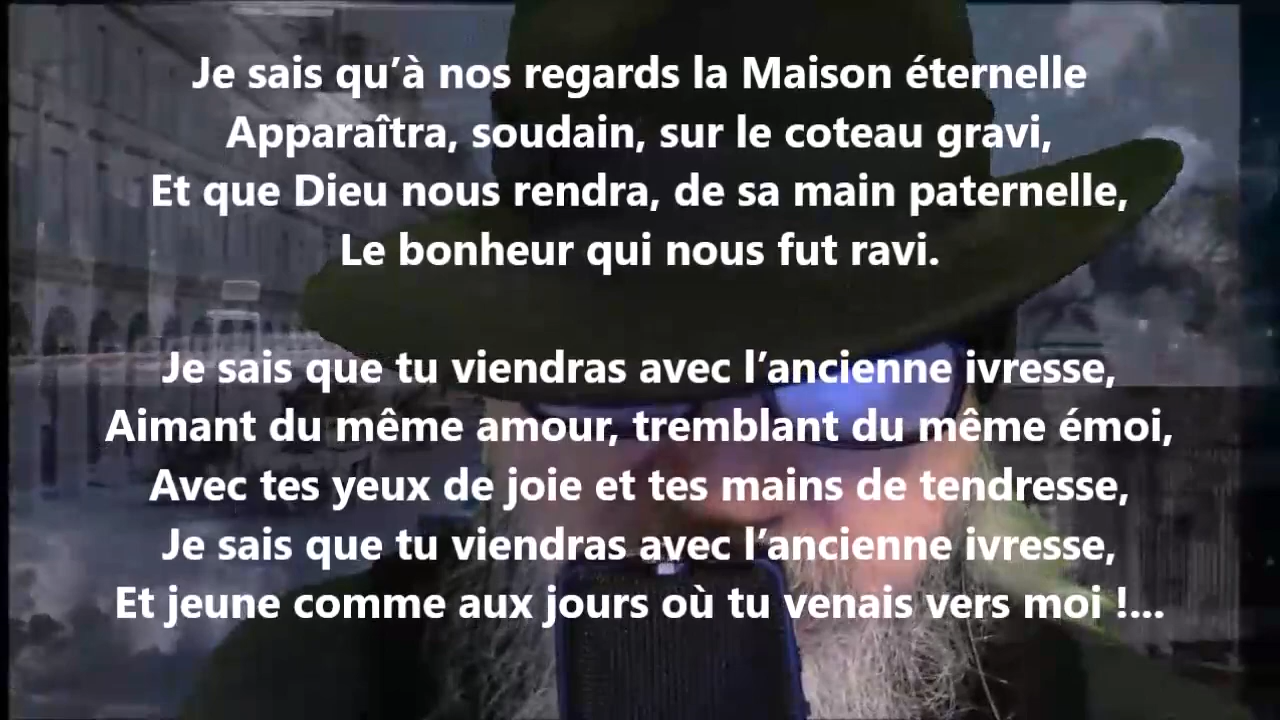 Je sais qu’à nos regards la Maison éternelle
Apparaîtra, soudain, sur le coteau gravi,
Et que Dieu nous rendra, de sa main paternelle,
Le bonheur qui nous fut ravi.
Je sais que tu viendras avec l’ancienne ivresse,
Aimant du même amour, tremblant du même émoi,
Avec tes yeux de joie et tes mains de tendresse,
Je sais que tu viendras avec l’ancienne ivresse,
Et jeune comme aux jours où tu venais vers moi !...